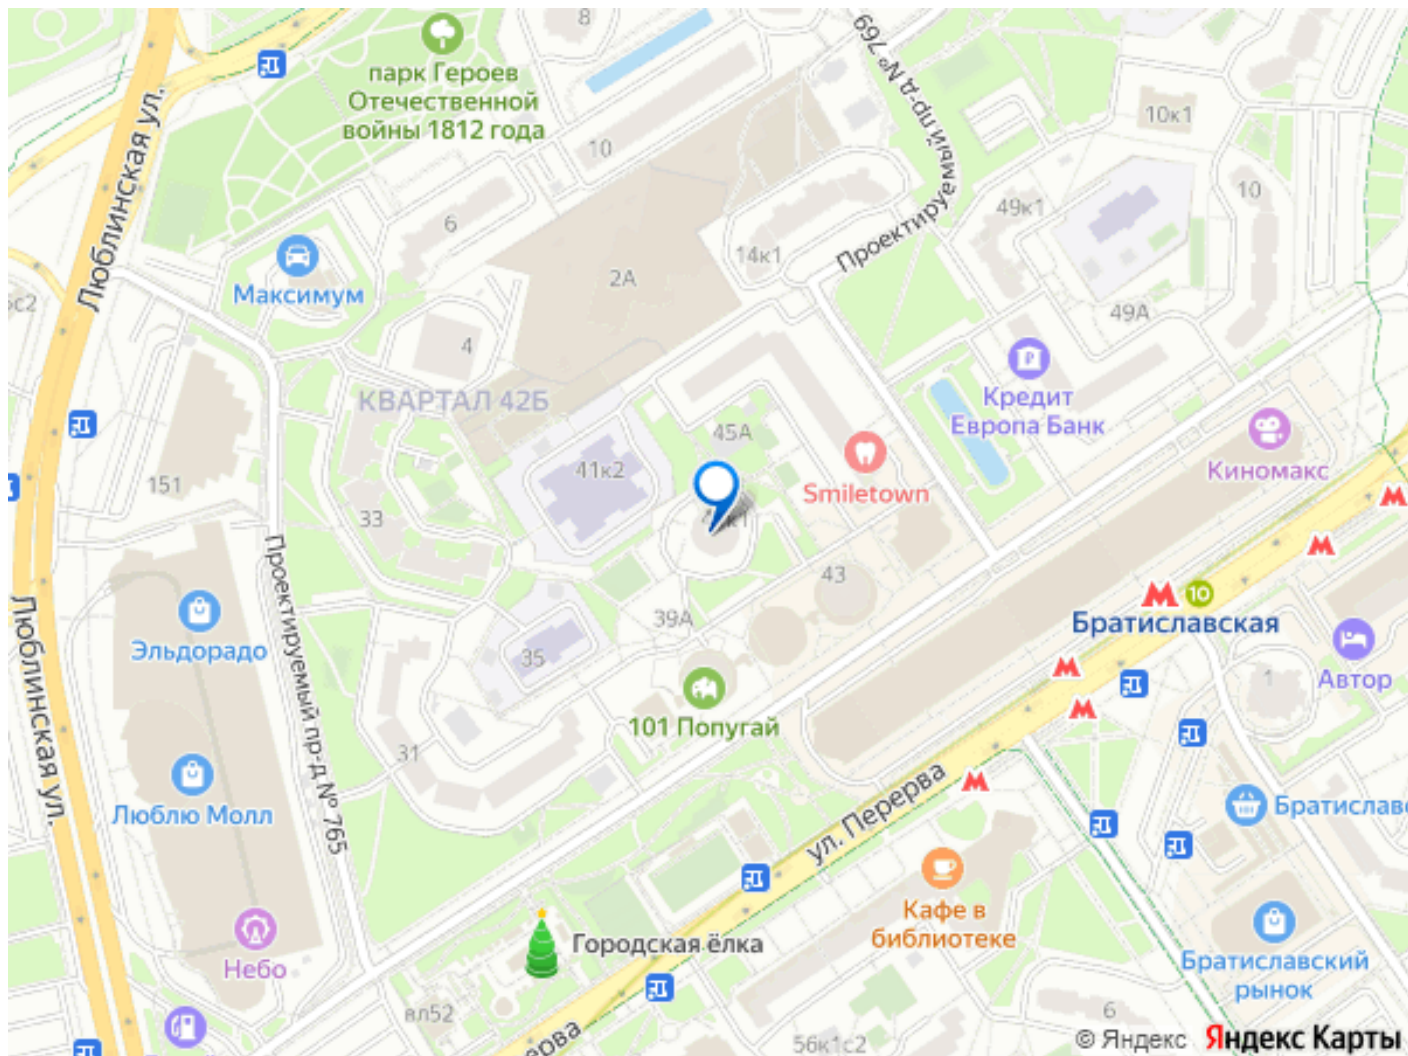 8
парк Героев
Отечественной
войны 1812 года
10
6
Максимум
4
2А
КВАРТАЛ 42Б
Люблинская ул.
Проектируемый пр-д № 769
10к1
10
49к1
14к1
49А
Кредит
Европа Банк
Киномакс
45А
Smiletown
41к2
151
33
43
39А
35
Братиславская
10
Автор
1
Эльдорадо
Проектируемый пр-д № 765
Люблинская ул.
101 Попугай
31
Люблю Молл
ул. Перерва
Кафе в
библиотеке
Братиславский
рынок
Городская ёлка
Небо
вл52
56к1с2
6
© Яндекс Яндекс Карты